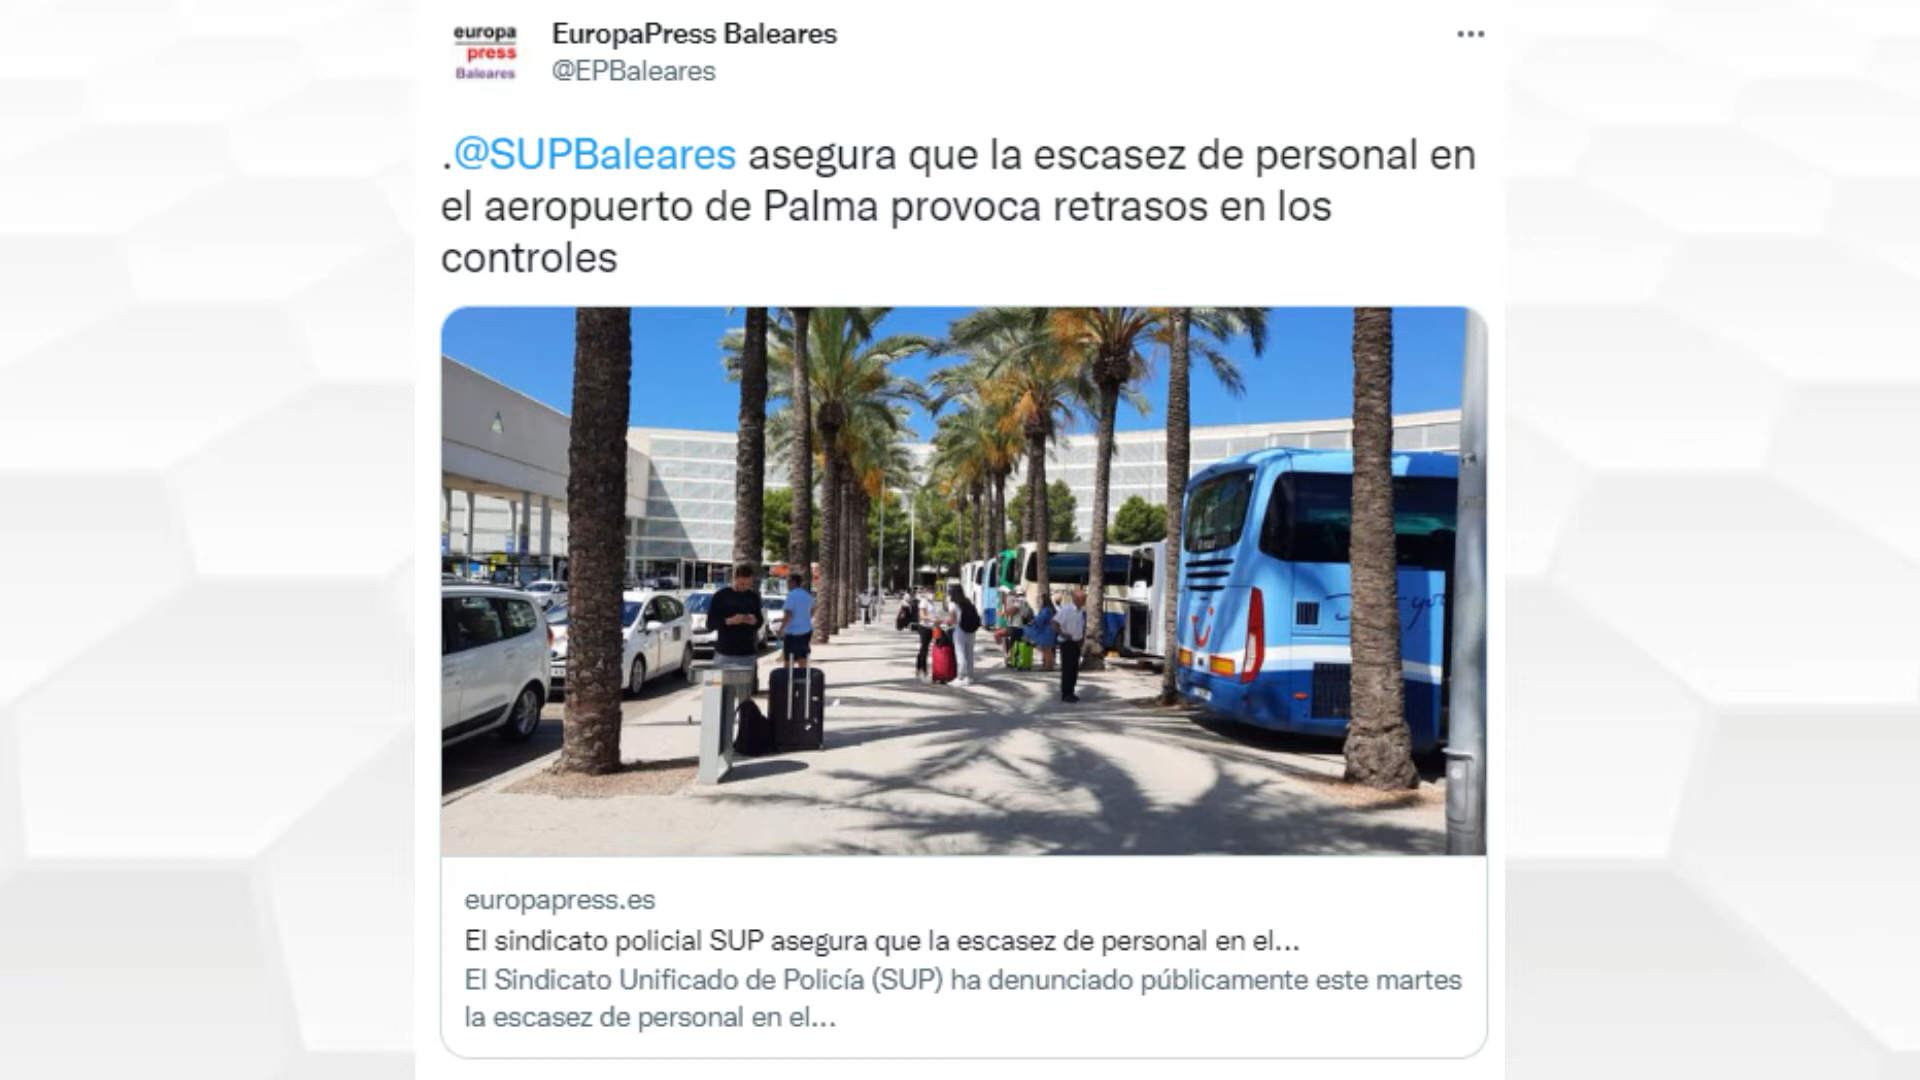 europa
press
Baleares
EuropaPress Baleares
@EPBaleares
.@SUPBaleares asegura que la escasez de personal en
el aeropuerto de Palma provoca retrasos en los
controles
europapress.es
El sindicato policial SUP asegura que la escasez de personal en el...
El Sindicato Unificado de Policía (SUP) ha denunciado públicamente este martes
la escasez de personal en el...